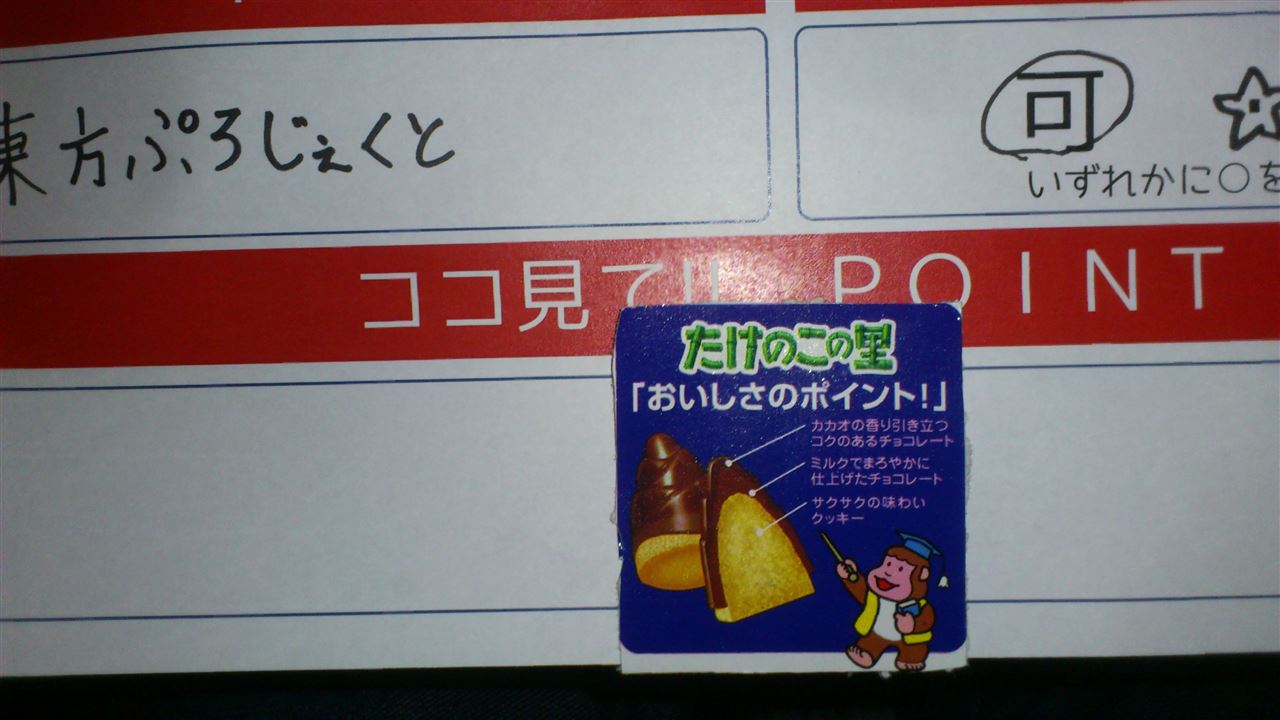 東方ぷろじぇくと
可
いずれかに○を
ココ見て!! POINT
たけのこの里
「おいしさのポイント!」
カカオの香り引き立つ
コクのあるチョコレート
ミルクでまろやかに
仕上げたチョコレート
サクサクの味わい
クッキー